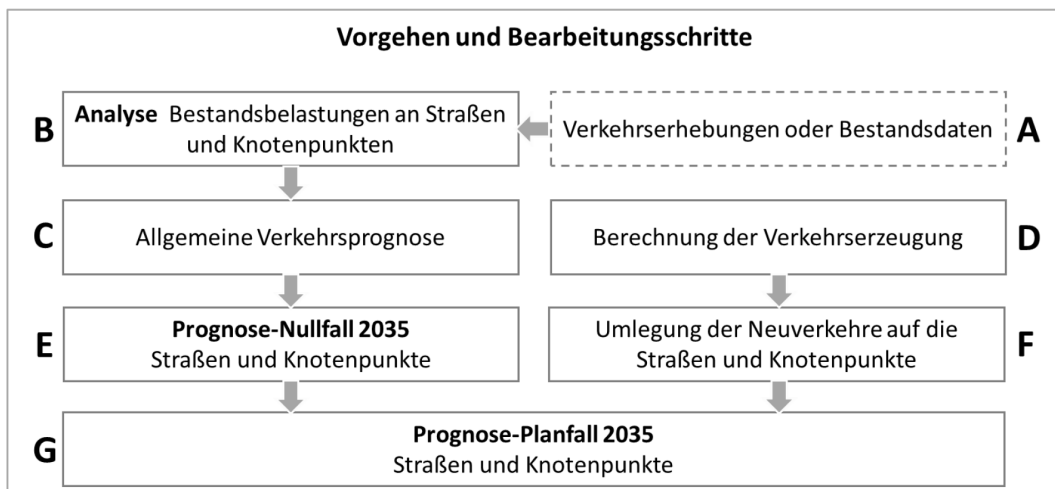 Vorgehen und Bearbeitungsschritte
B
Analyse Bestandsbelastungen an Straßen
und Knotenpunkten
Verkehrserhebungen oder Bestandsdaten
A
C
Allgemeine Verkehrsprognose
Berechnung der Verkehrserzeugung
D
E
Prognose-Nullfall 2035
Straßen und Knotenpunkte
Umlegung der Neuverkehre auf die
Straßen und Knotenpunkte
F
G
Prognose-Planfall 2035
Straßen und Knotenpunkte